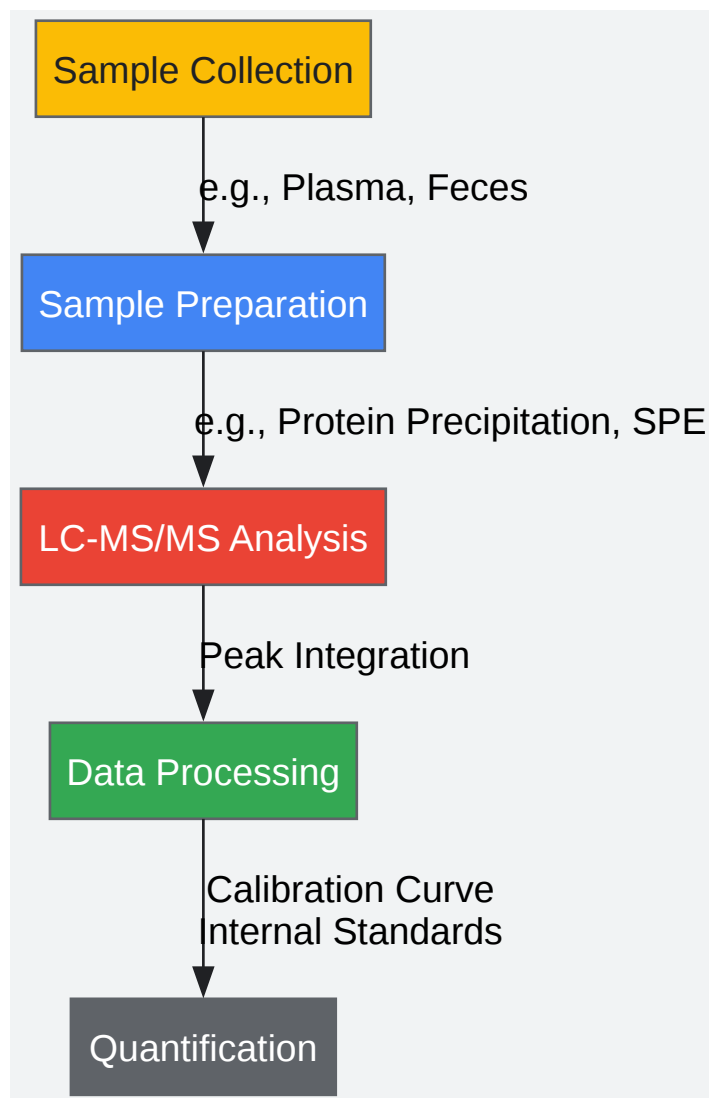 Sample Collection
e.g., Plasma, Feces
Sample Preparation
e.g., Protein Precipitation, SPE
LC-MS/MS Analysis
Peak Integration
Data Processing
Calibration Curve
Internal Standards
Quantification